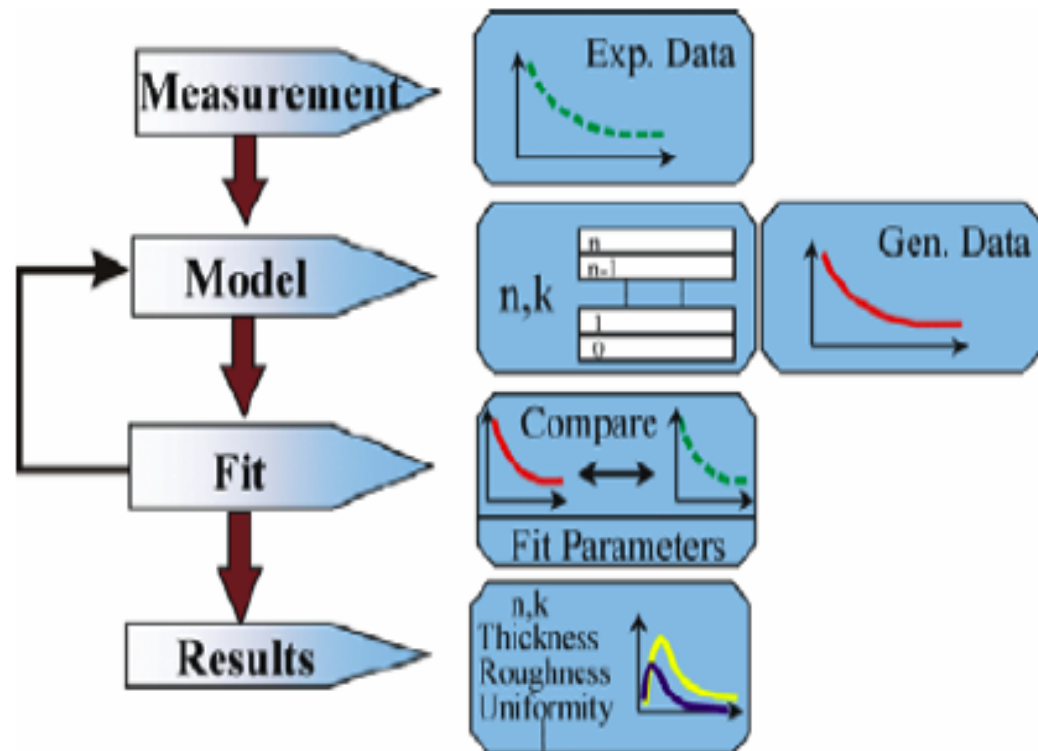 Measurement
Exp. Data
Model
n,k
n
n-1
1
0
Gen. Data
Fit
Compare
Fit Parameters
Results
n,k
Thickness
Roughness
Uniformity